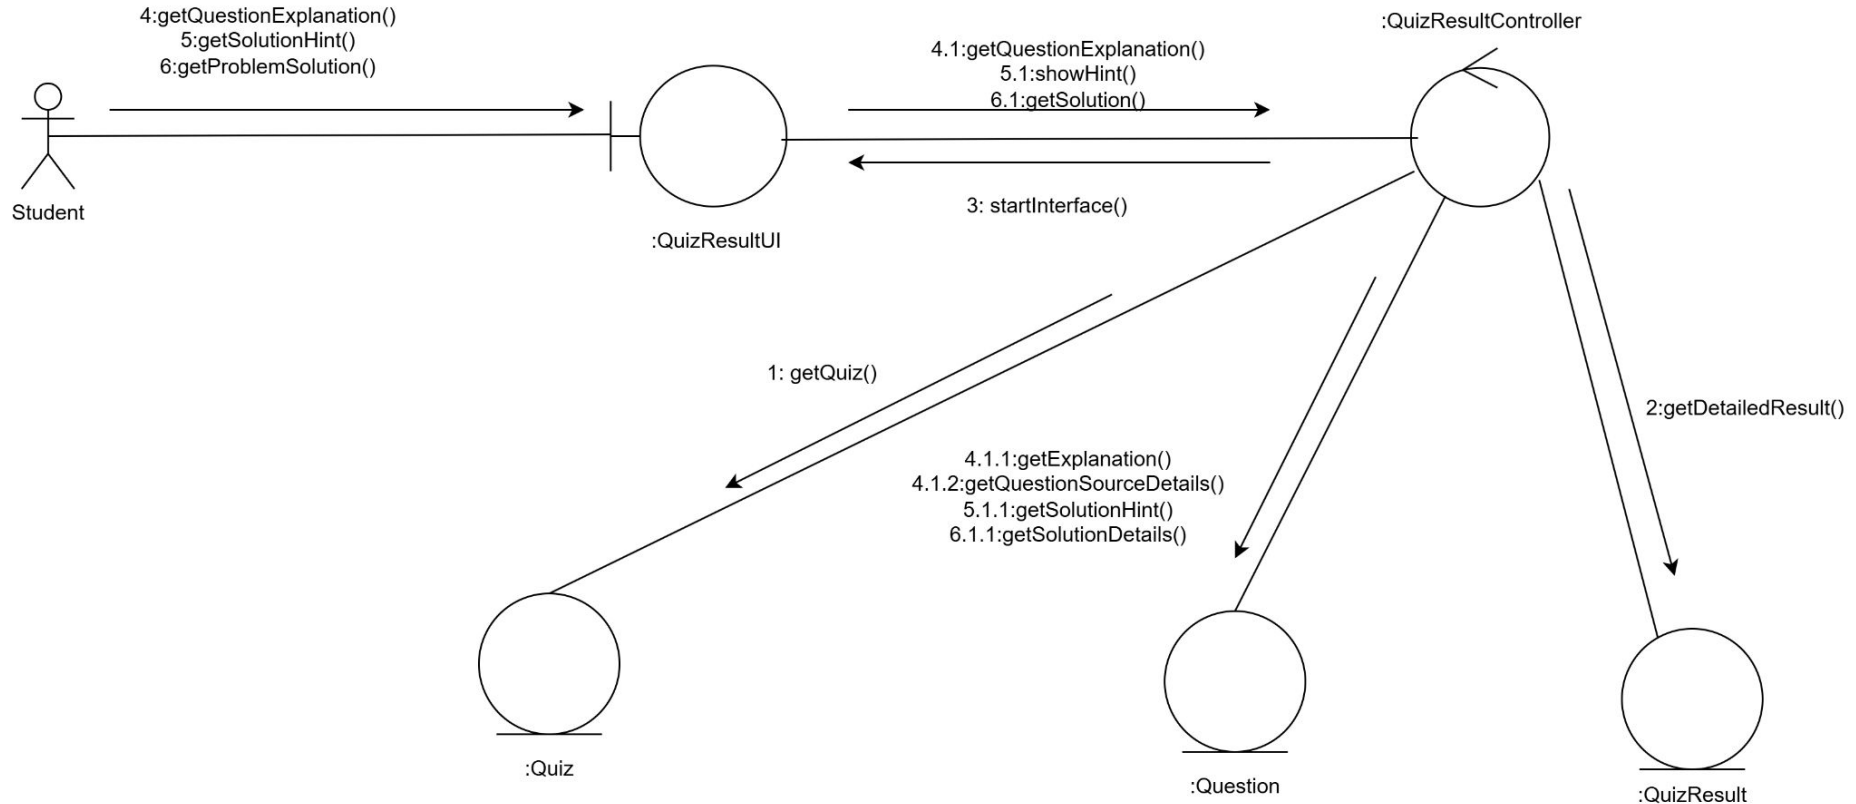 4:getQuestionExplanation()
5:getSolutionHint()
6:getProblemSolution()
Student
:QuizResultUI
4.1:getQuestionExplanation()
5.1:showHint()
6.1:getSolution()
3: startInterface()
:QuizResultController
1: getQuiz()
4.1.1:getExplanation()
4.1.2:getQuestionSourceDetails()
5.1.1:getSolutionHint()
6.1.1:getSolutionDetails()
2:getDetailedResult()
:Quiz
:Question
:QuizResult